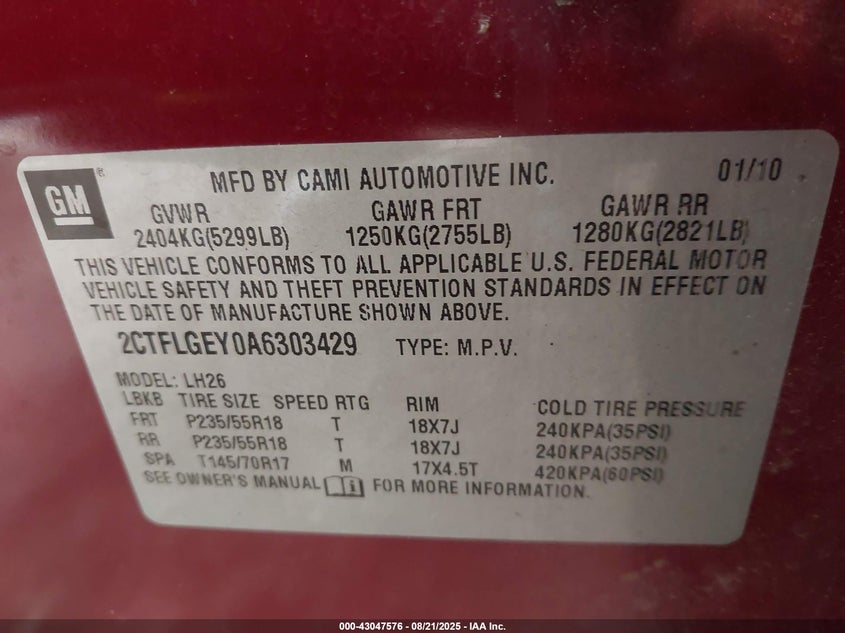 GM
MFD BY CAMI AUTOMOTIVE INC. 01/10
GVWR GAWR FRT GAWR RR
2404KG(5299LB) 1250KG(2755LB) 1280KG(2821LB)
THIS VEHICLE CONFORMS TO ALL APPLICABLE U.S. FEDERAL MOTOR
VEHICLE SAFETY AND THEFT PREVENTION STANDARDS IN EFFECT ON
THE DATE OF MANUFACTURE SHOWN ABOVE.
2CTFLGEY0A6303429 TYPE: M.P.V.
MODEL: LH26
LBKB TIRE SIZE SPEED RTG RIM COLD TIRE PRESSURE
FRT P235/55R18 T 18X7J 240KPA(35PSI)
RR P235/55R18 T 18X7J 240KPA(35PSI)
SPA T145/70R17 M 17X4.5T 420KPA(60PSI)
SEE OWNER'S MANUAL FOR MORE INFORMATION.
000-43047576 - 08/21/2025 - IAA Inc.